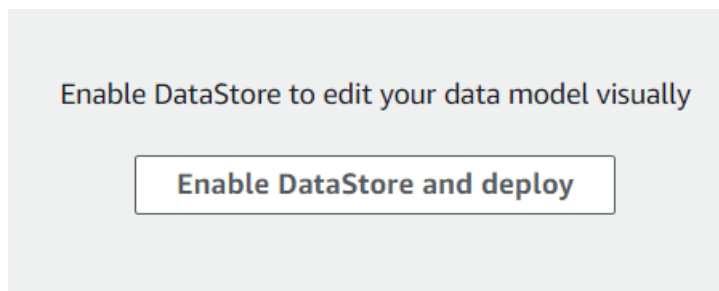 Enable DataStore to edit your data model visually
Enable DataStore and deploy